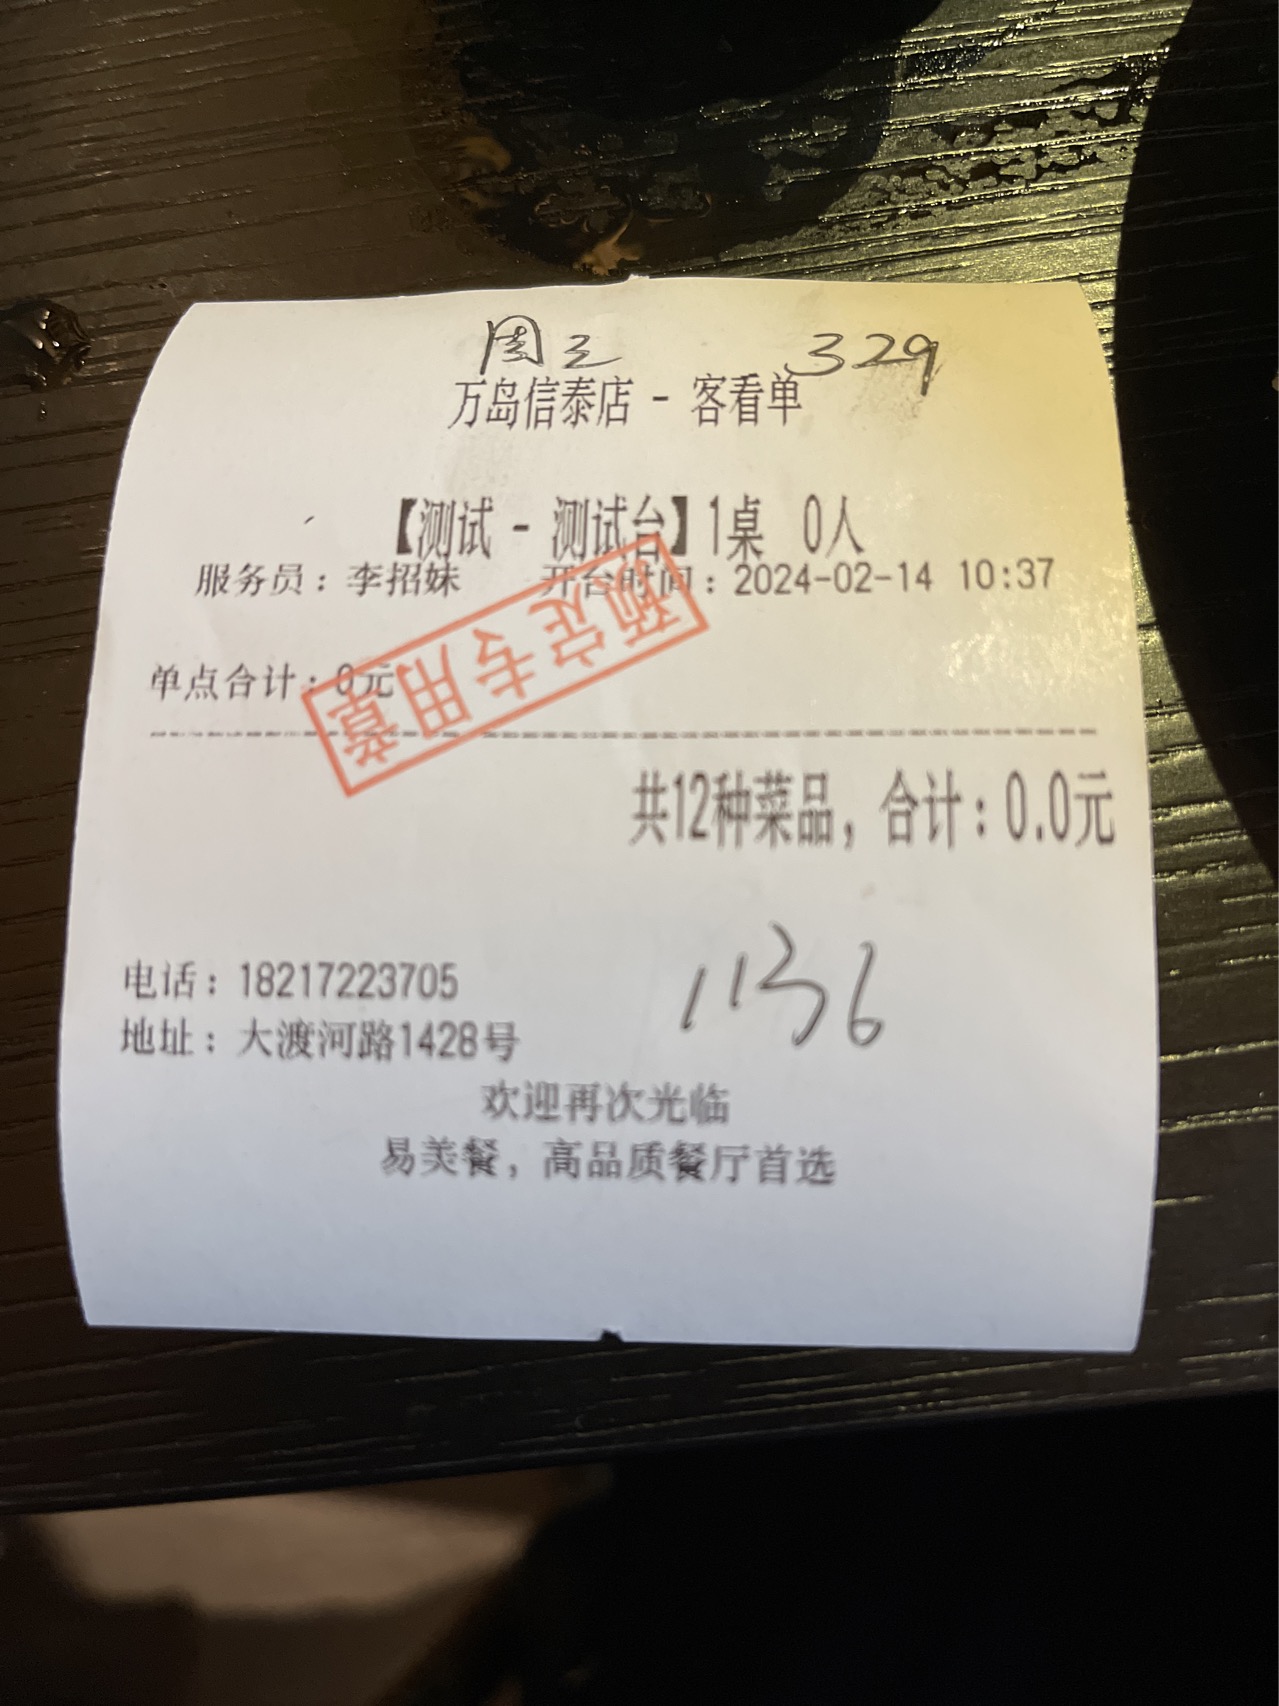 周三 329
万岛信泰店 - 客看单
【测试 - 测试台】1桌 0人
服务员：李招妹 开台时间：2024-02-14 10:37
预定专用章
单点合计：0元
共12种菜品，合计：0.0元
1136
电话：18217223705
地址：大渡河路1428号
欢迎再次光临
易美餐，高品质餐厅首选